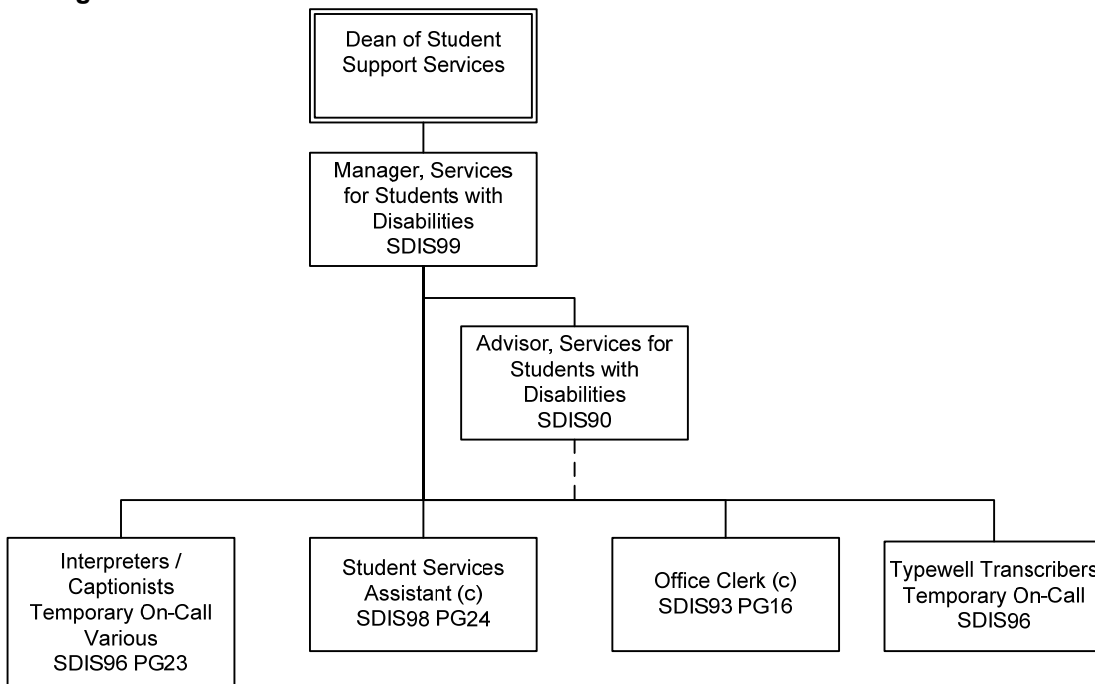 Dean of Student
Support Services
Manager, Services
for Students with
Disabilities
SDIS99
Advisor, Services for
Students with
Disabilities
SDIS90
Interpreters /
Captionists
Temporary On-Call
Various
SDIS96 PG23
Student Services
Assistant (c)
SDIS98 PG24
Office Clerk (c)
SDIS93 PG16
Typewell Transcribers
Temporary On-Call
SDIS96